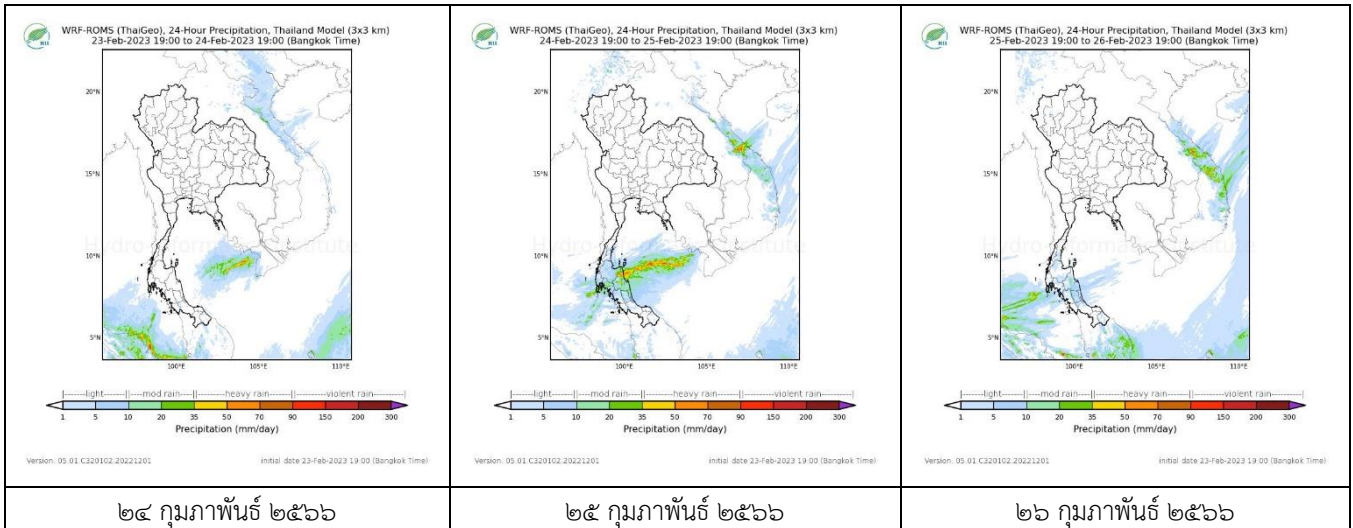 WRF-ROMS (ThaiGeo), 24-Hour Precipitation, Thailand Model (3x3 km)
23-Feb-2023 19:00 to 24-Feb-2023 19:00 (Bangkok Time)
HII
20°N
15°N
10°N
5°N
Hydro-Informatics Institute
100°E 105°E 110°E
|------light------||---mod rain---||------heavy rain------||------violent rain------|
1 5 10 20 35 50 70 90 150 200 300
Precipitation (mm/day)
Version: 05.01.C320102.20221201 initial date 23-Feb-2023 19:00 (Bangkok Time)
๒๔ กุมภาพันธ์ ๒๕๖๖
WRF-ROMS (ThaiGeo), 24-Hour Precipitation, Thailand Model (3x3 km)
24-Feb-2023 19:00 to 25-Feb-2023 19:00 (Bangkok Time)
HII
20°N
15°N
10°N
5°N
Hydro-Informatics Institute
100°E 105°E 110°E
|------light------||---mod rain---||------heavy rain------||------violent rain------|
1 5 10 20 35 50 70 90 150 200 300
Precipitation (mm/day)
Version: 05.01.C320102.20221201 initial date 23-Feb-2023 19:00 (Bangkok Time)
๒๕ กุมภาพันธ์ ๒๕๖๖
WRF-ROMS (ThaiGeo), 24-Hour Precipitation, Thailand Model (3x3 km)
25-Feb-2023 19:00 to 26-Feb-2023 19:00 (Bangkok Time)
HII
20°N
15°N
10°N
5°N
Hydro-Informatics Institute
100°E 105°E 110°E
|------light------||---mod rain---||------heavy rain------||------violent rain------|
1 5 10 20 35 50 70 90 150 200 300
Precipitation (mm/day)
Version: 05.01.C320102.20221201 initial date 23-Feb-2023 19:00 (Bangkok Time)
๒๖ กุมภาพันธ์ ๒๕๖๖